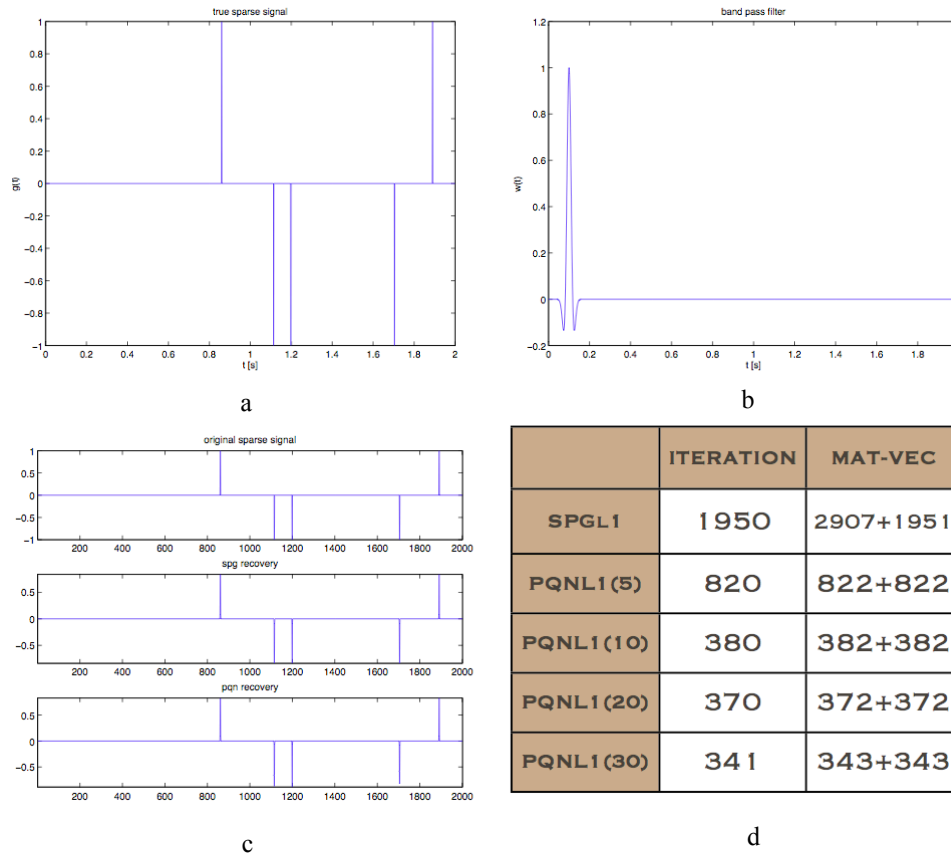 true sparse signal
1
0.8
0.6
0.4
0.2
0
−0.2
−0.4
−0.6
−0.8
−1
g(t)
0 0.2 0.4 0.6 0.8 1 1.2 1.4 1.6 1.8 2
t [s]
a
band pass filter
1.2
1
0.8
0.6
0.4
0.2
0
−0.2
w(t)
0 0.2 0.4 0.6 0.8 1 1.2 1.4 1.6 1.8
t [s]
b
original sparse signal
1
0.5
0
−0.5
−1
200 400 600 800 1000 1200 1400 1600 1800 2000
spg recovery
0.5
0
−0.5
200 400 600 800 1000 1200 1400 1600 1800 2000
pqn recovery
0.5
0
−0.5
200 400 600 800 1000 1200 1400 1600 1800 2000
c
ITERATION MAT-VEC
SPGL1 1950 2907+1951
PQNL1(5) 820 822+822
PQNL1(10) 380 382+382
PQNL1(20) 370 372+372
PQNL1(30) 341 343+343
d